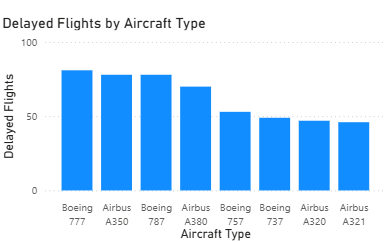 Delayed Flights by Aircraft Type
Delayed Flights
100
50
0
Boeing 777
Airbus A350
Boeing 787
Airbus A380
Boeing 757
Boeing 737
Airbus A320
Airbus A321
Aircraft Type